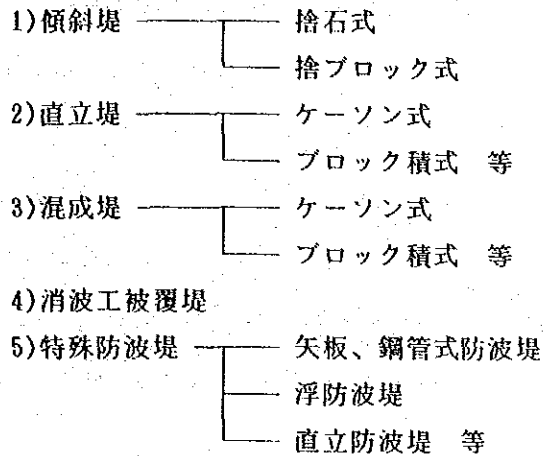 1)傾斜堤 捨石式
捨ブロック式
2)直立堤 ケーソン式
ブロック積式 等
3)混成堤 ケーソン式
ブロック積式 等
4)消波工被覆堤
5)特殊防波堤 矢板、鋼管式防波堤
浮防波堤
直立防波堤 等